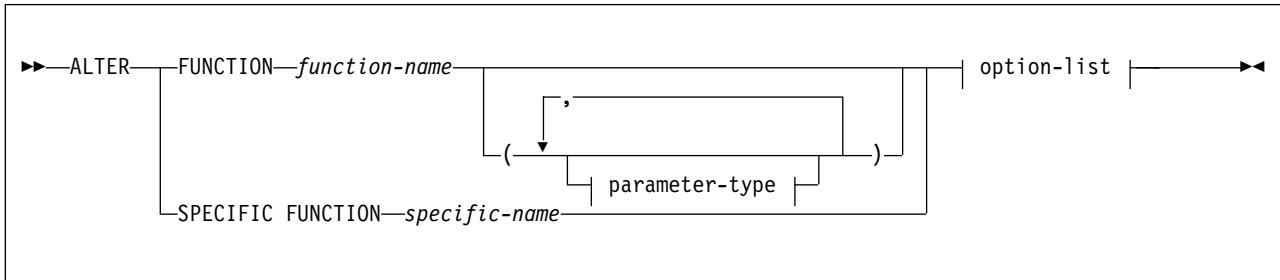 ALTER FUNCTION function-name option-list
,
( parameter-type )
SPECIFIC FUNCTION specific-name